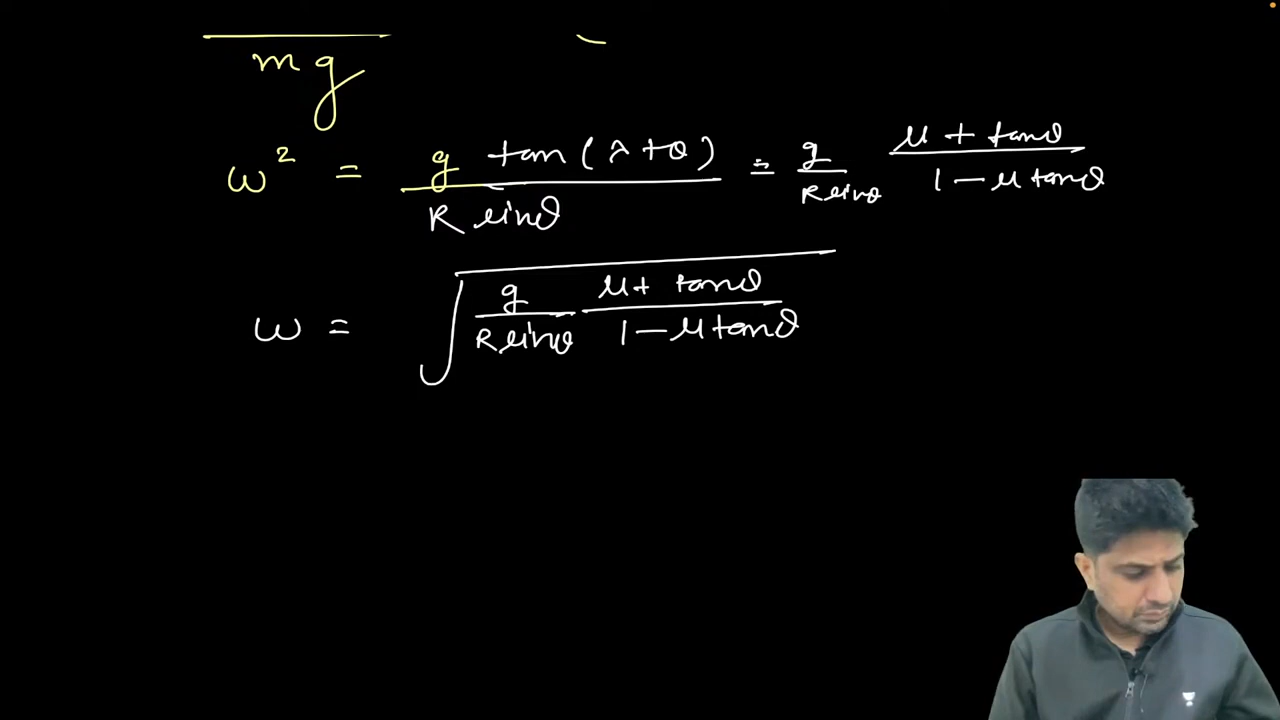 mg
ω² = g tan(λ+θ) / R sinθ = g / R sinθ μ + tanθ / 1 − μ tanθ
ω = √ g / R sinθ μ + tanθ / 1 − μ tanθ